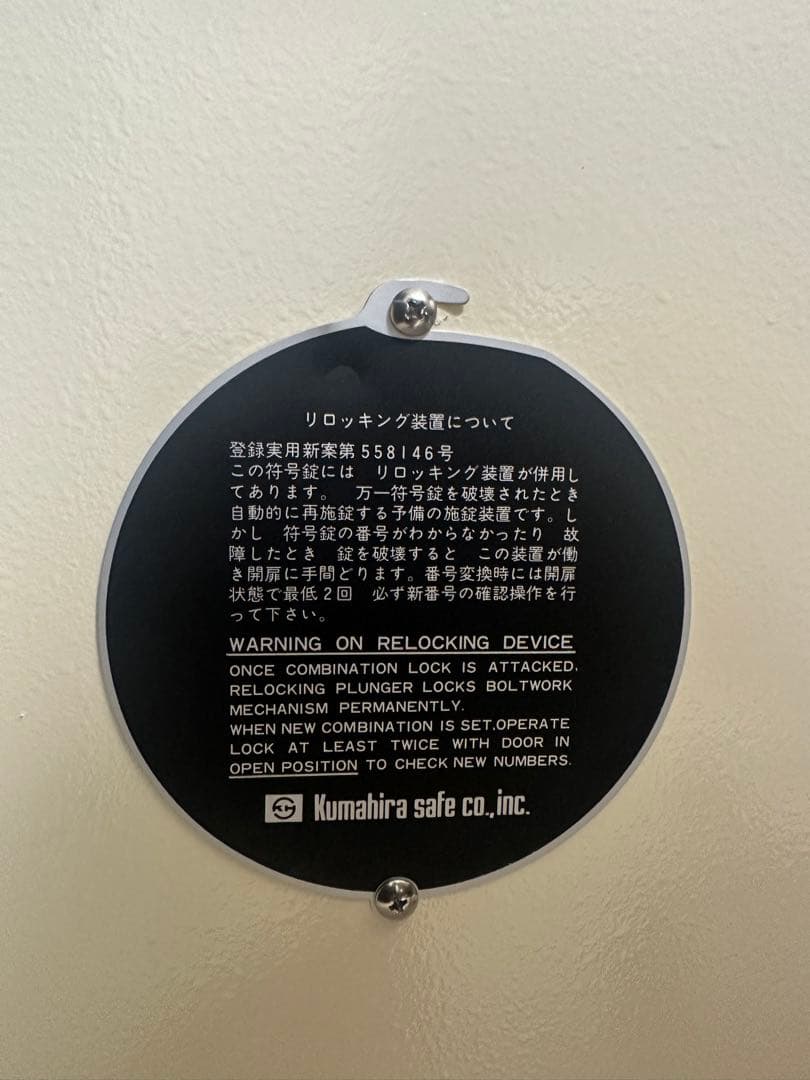 リロッキング装置について
登録実用新案第558146号
この符号錠には　リロッキング装置が併用し
てあります。　万一符号錠を破壊されたとき
自動的に再施錠する予備の施錠装置です。し
かし　符号錠の番号がわからなかったり　故
障したとき　錠を破壊すると　この装置が働
き開扉に手間どります。番号変換時には開扉
状態で最低2回　必ず新番号の確認操作を行
って下さい。
WARNING ON RELOCKING DEVICE
ONCE COMBINATION LOCK IS ATTACKED,
RELOCKING PLUNGER LOCKS BOLTWORK
MECHANISM PERMANENTLY.
WHEN NEW COMBINATION IS SET,OPERATE
LOCK AT LEAST TWICE WITH DOOR IN
OPEN POSITION TO CHECK NEW NUMBERS.
Kumahira safe co.,inc.